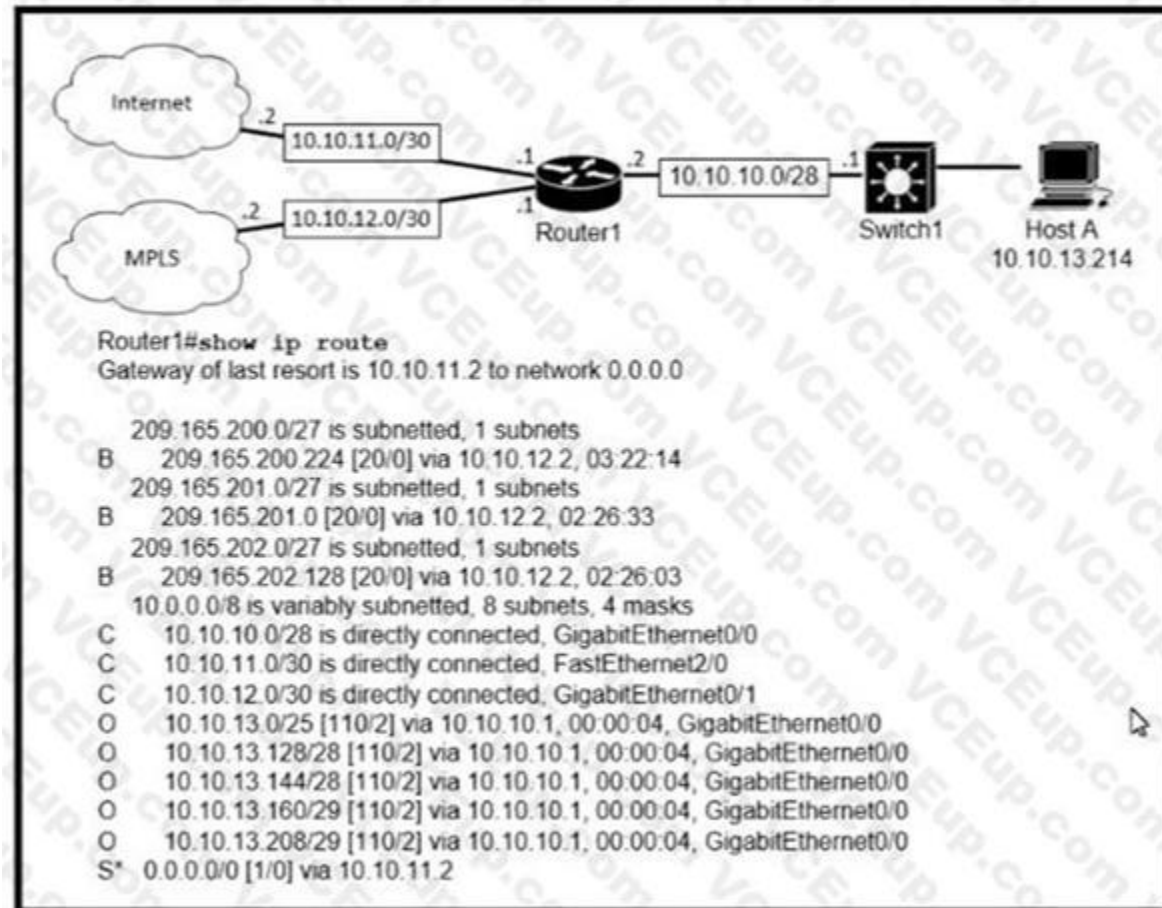 Internet
.2
10.10.11.0/30
.1
.2
10.10.10.0/28
.1
.2
10.10.12.0/30
.1
Router1
Switch1
Host A
10.10.13.214
MPLS
Router1#show ip route
Gateway of last resort is 10.10.11.2 to network 0.0.0.0
209.165.200.0/27 is subnetted, 1 subnets
B 209.165.200.224 [20/0] via 10.10.12.2, 03:22:14
209.165.201.0/27 is subnetted, 1 subnets
B 209.165.201.0 [20/0] via 10.10.12.2, 02:26:33
209.165.202.0/27 is subnetted, 1 subnets
B 209.165.202.128 [20/0] via 10.10.12.2, 02:26:03
10.0.0.0/8 is variably subnetted, 8 subnets, 4 masks
C 10.10.10.0/28 is directly connected, GigabitEthernet0/0
C 10.10.11.0/30 is directly connected, FastEthernet2/0
C 10.10.12.0/30 is directly connected, GigabitEthernet0/1
O 10.10.13.0/25 [110/2] via 10.10.10.1, 00:00:04, GigabitEthernet0/0
O 10.10.13.128/28 [110/2] via 10.10.10.1, 00:00:04, GigabitEthernet0/0
O 10.10.13.144/28 [110/2] via 10.10.10.1, 00:00:04, GigabitEthernet0/0
O 10.10.13.160/29 [110/2] via 10.10.10.1, 00:00:04, GigabitEthernet0/0
O 10.10.13.208/29 [110/2] via 10.10.10.1, 00:00:04, GigabitEthernet0/0
S* 0.0.0.0/0 [1/0] via 10.10.11.2
VCEup.com